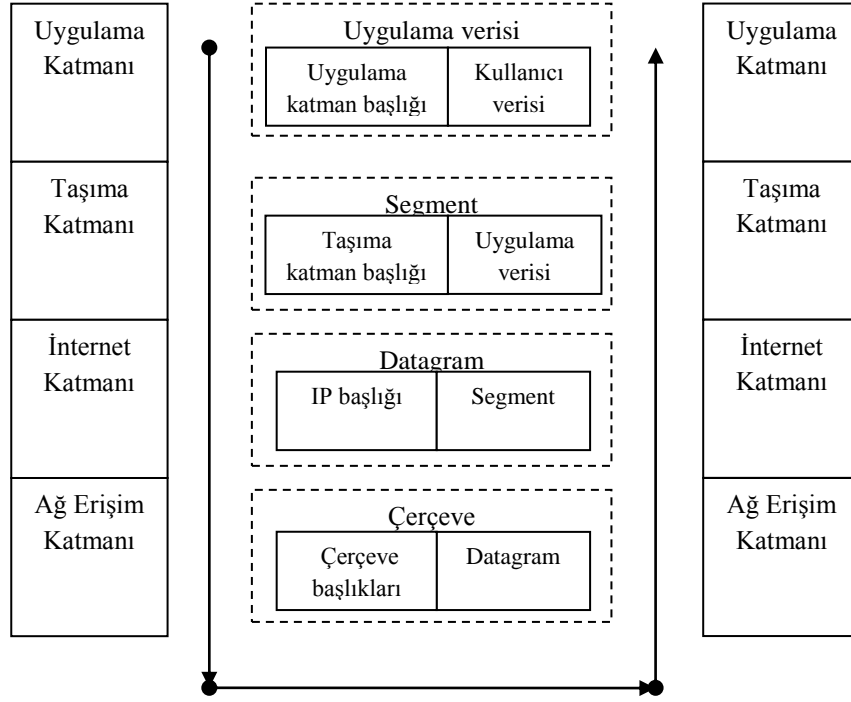 Uygulama
Katmanı
Taşıma
Katmanı
İnternet
Katmanı
Ağ Erişim
Katmanı
Uygulama verisi
Uygulama
katman başlığı
Kullanıcı
verisi
Segment
Taşıma
katman başlığı
Uygulama
verisi
Datagram
IP başlığı
Segment
Çerçeve
Çerçeve
başlıkları
Datagram
Uygulama
Katmanı
Taşıma
Katmanı
İnternet
Katmanı
Ağ Erişim
Katmanı